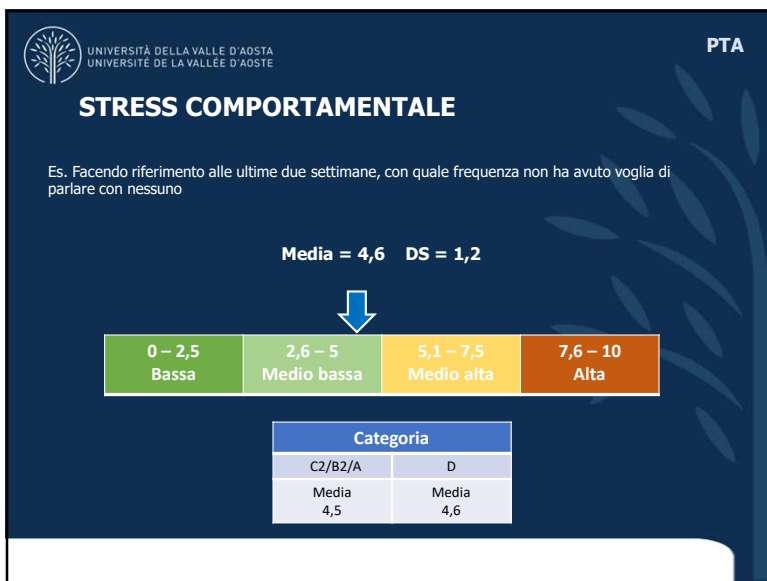 UNIVERSITÀ DELLA VALLE D'AOSTA
UNIVERSITÉ DE LA VALLÉE D'AOSTE
PTA
STRESS COMPORTAMENTALE
Es. Facendo riferimento alle ultime due settimane, con quale frequenza non ha avuto voglia di
parlare con nessuno
Media = 4,6 DS = 1,2
0 – 2,5 2,6 – 5 5,1 – 7,5 7,6 – 10
Bassa Medio bassa Medio alta Alta
Categoria
C2/B2/A D
Media Media
4,5 4,6